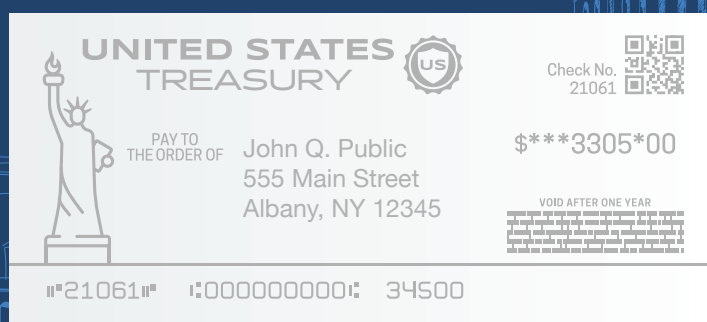 UNITED STATES
TREASURY
US
Check No.
21061
PAY TO
THE ORDER OF
John Q. Public
555 Main Street
Albany, NY 12345
$***3305*00
VOID AFTER ONE YEAR
⑈21061⑈ ⑆000000000⑆ 34500